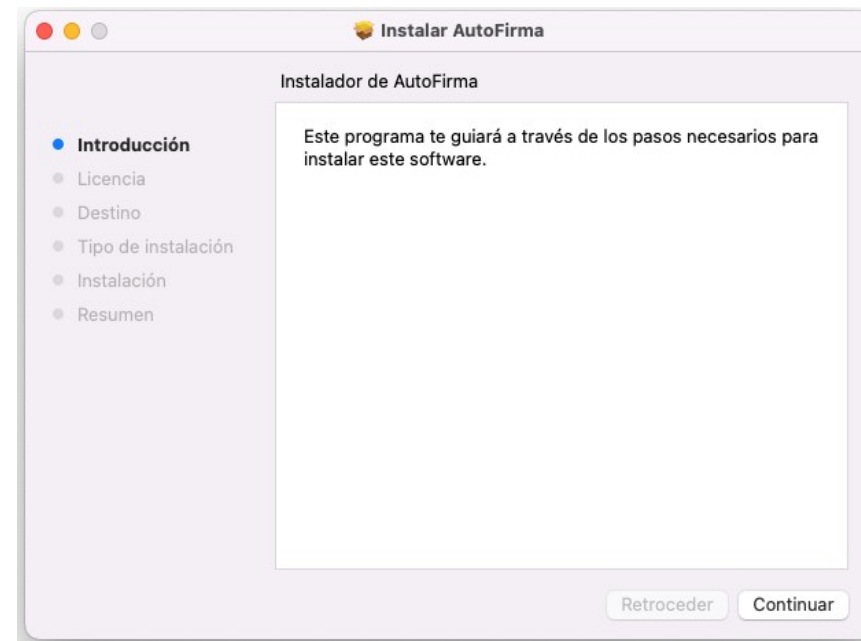 Instalar AutoFirma
Instalador de AutoFirma
Introducción
Licencia
Destino
Tipo de instalación
Instalación
Resumen
Este programa te guiará a través de los pasos necesarios para
instalar este software.
Retroceder
Continuar